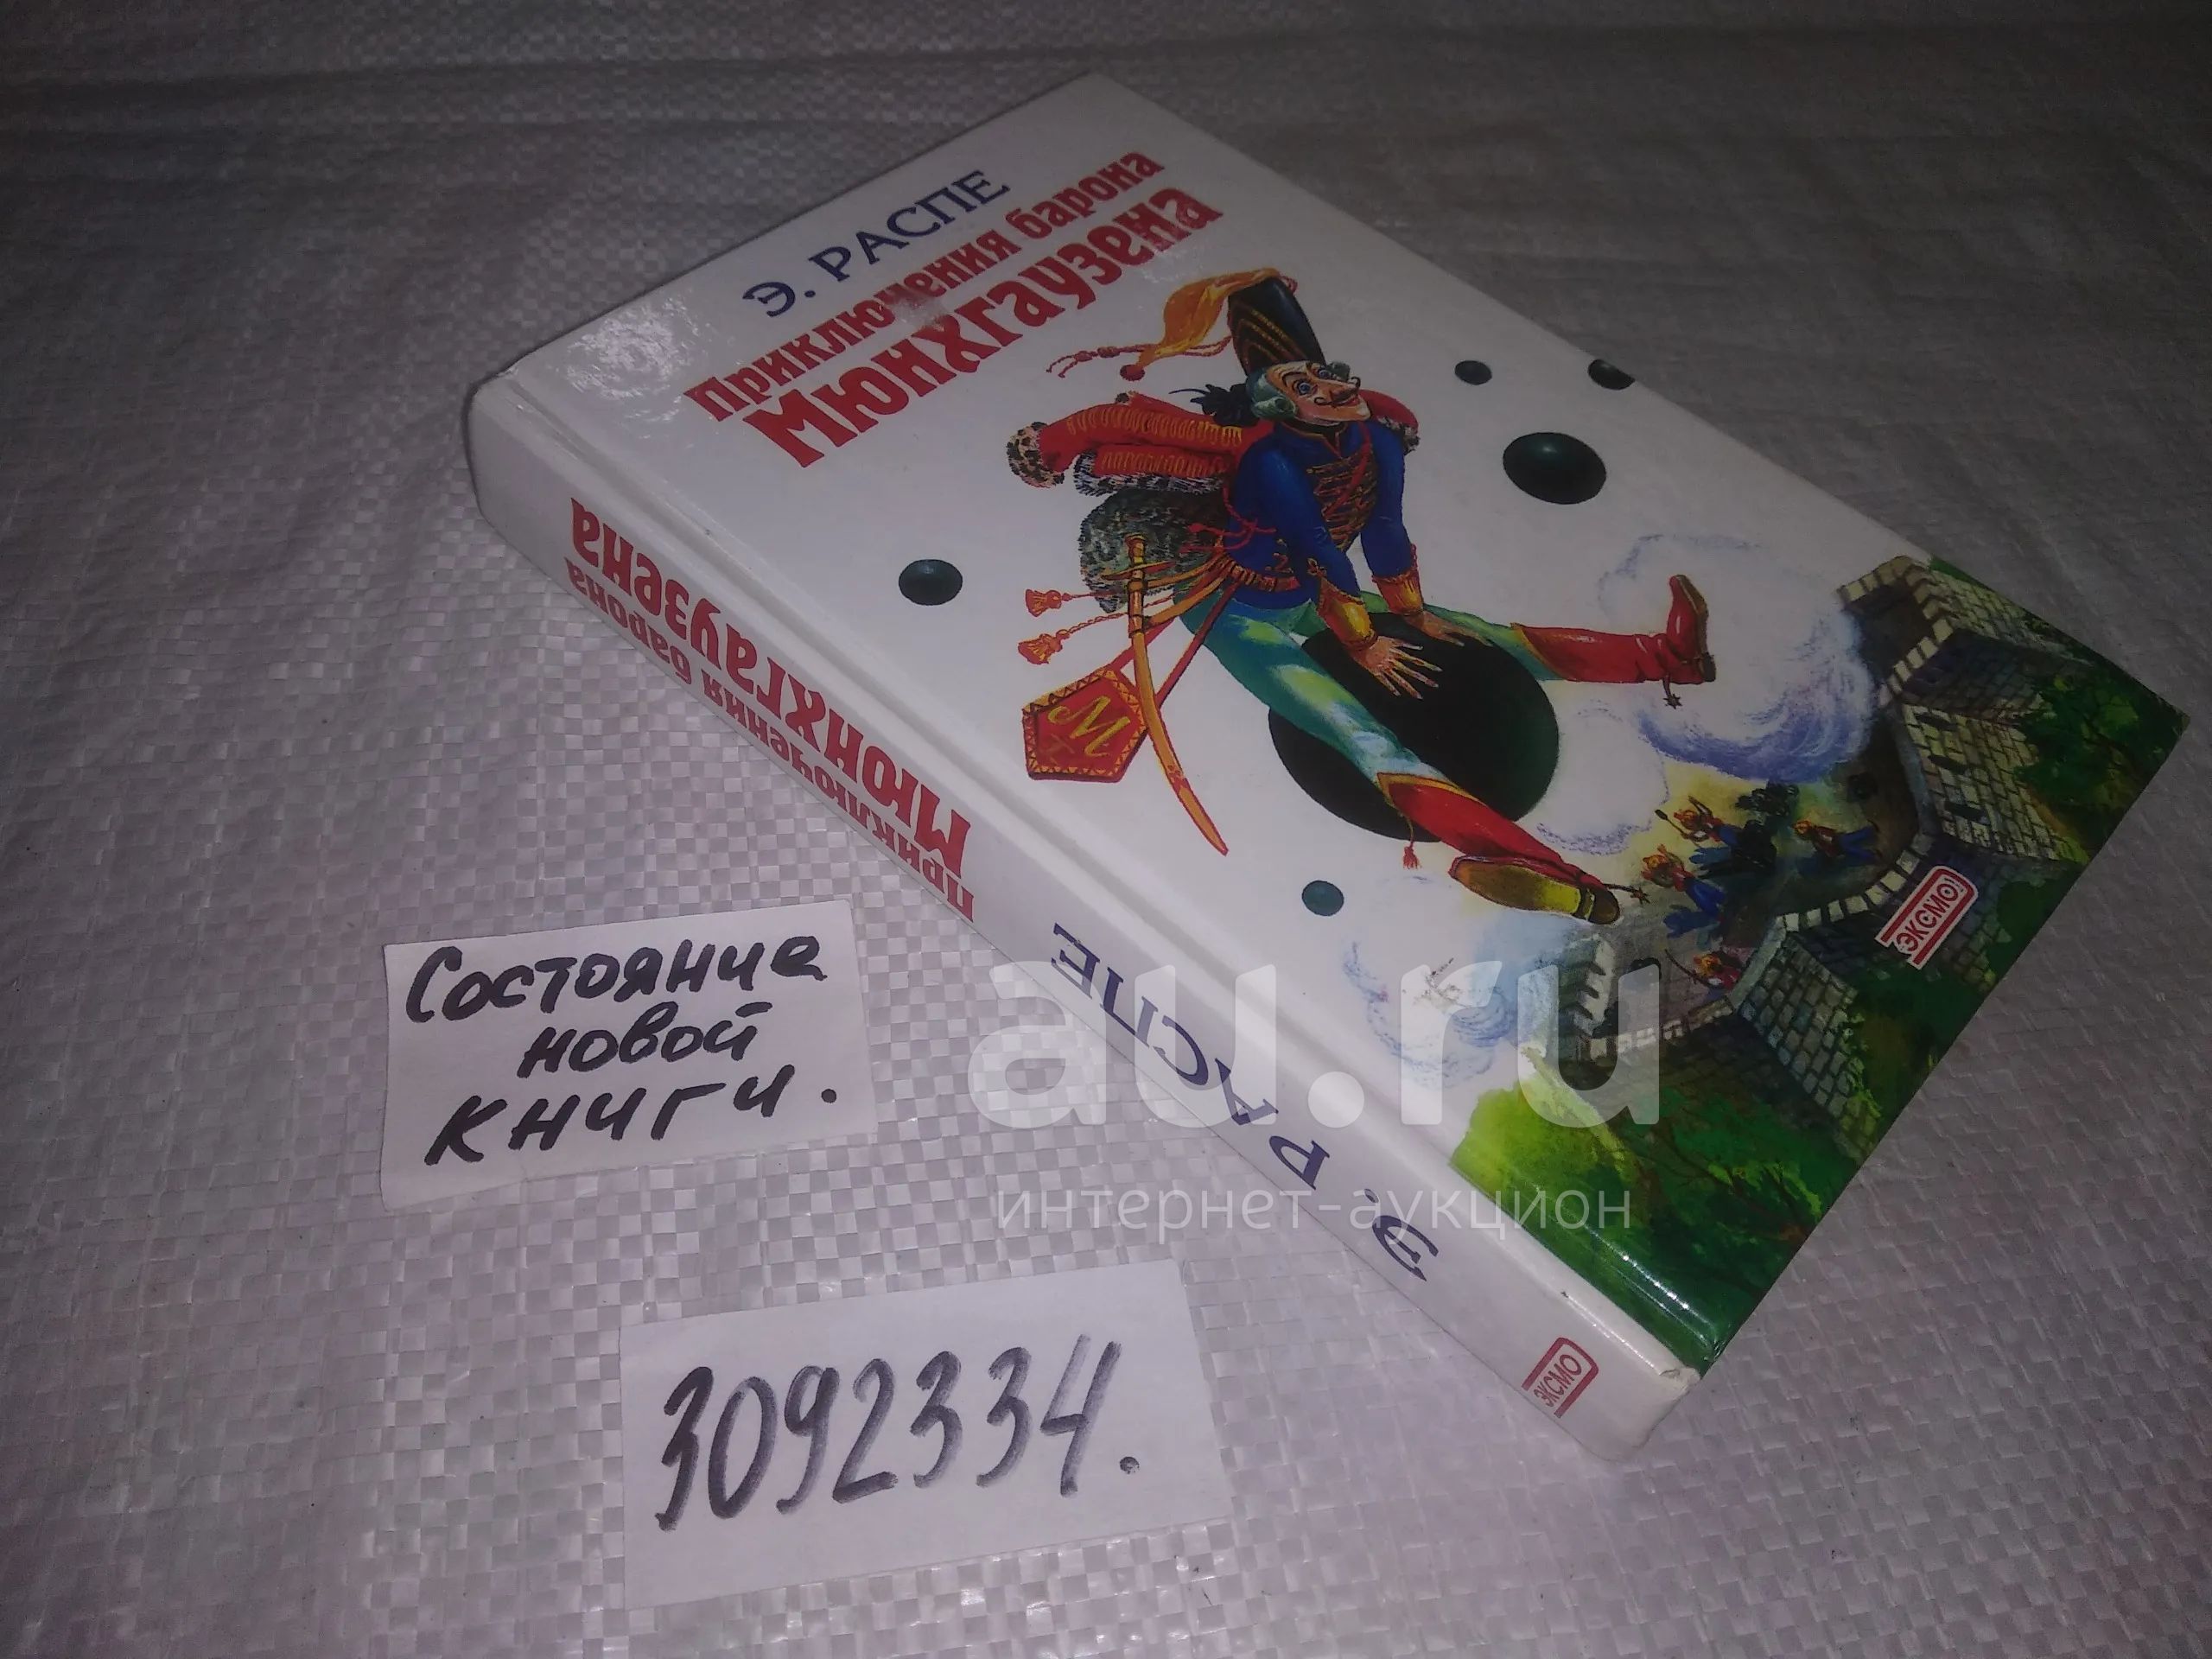 Э. РАСПЕ
Приключения барона
Мюнхгаузена
М
ЭКСМО
Приключения барона
Мюнхгаузена
Э. РАСПЕ
ЭКСМО
Состояние
новой
книги.
3092334.
au.ru
интернет-аукцион